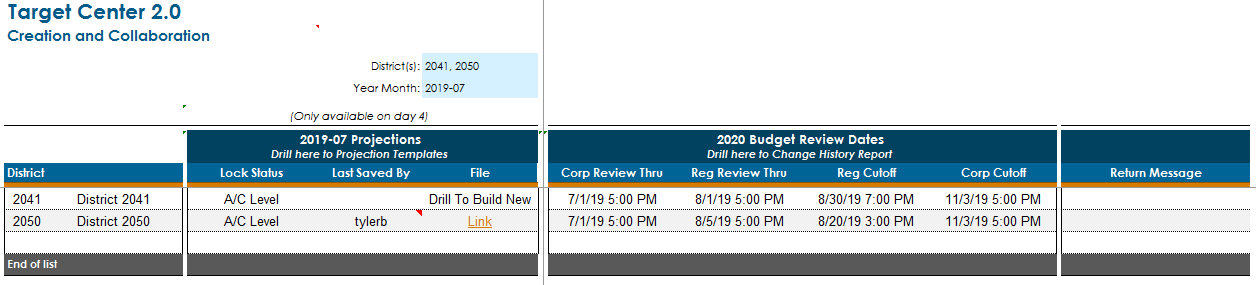 Target Center 2.0
Creation and Collaboration
District(s): 2041, 2050
Year Month: 2019-07
(Only available on day 4)
2019-07 Projections 2020 Budget Review Dates
Drill here to Projection Templates Drill here to Change History Report
District Lock Status Last Saved By File Corp Review Thru Reg Review Thru Reg Cutoff Corp Cutoff Return Message
2041 District 2041 A/C Level Drill To Build New 7/1/19 5:00 PM 8/1/19 5:00 PM 8/30/19 7:00 PM 11/3/19 5:00 PM
2050 District 2050 A/C Level tylerb Link 7/1/19 5:00 PM 8/5/19 5:00 PM 8/20/19 3:00 PM 11/3/19 5:00 PM
End of list